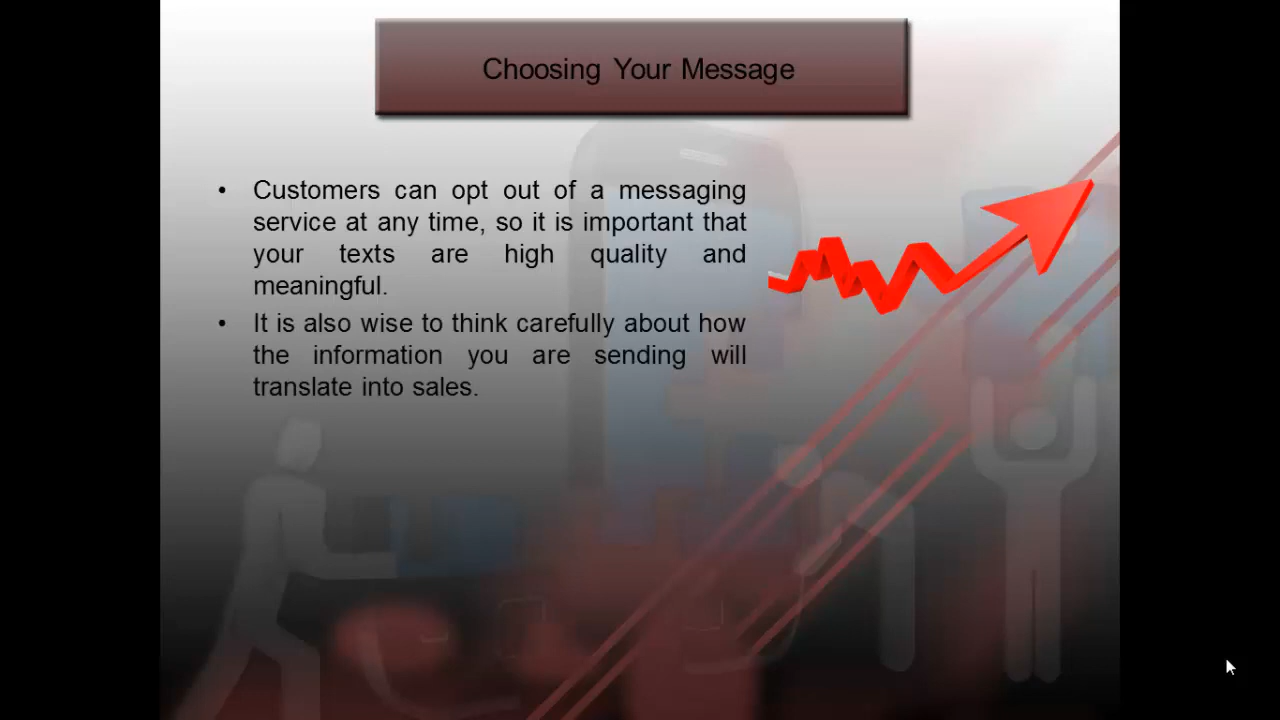 Choosing Your Message
• Customers can opt out of a messaging
service at any time, so it is important that
your texts are high quality and
meaningful.
• It is also wise to think carefully about how
the information you are sending will
translate into sales.